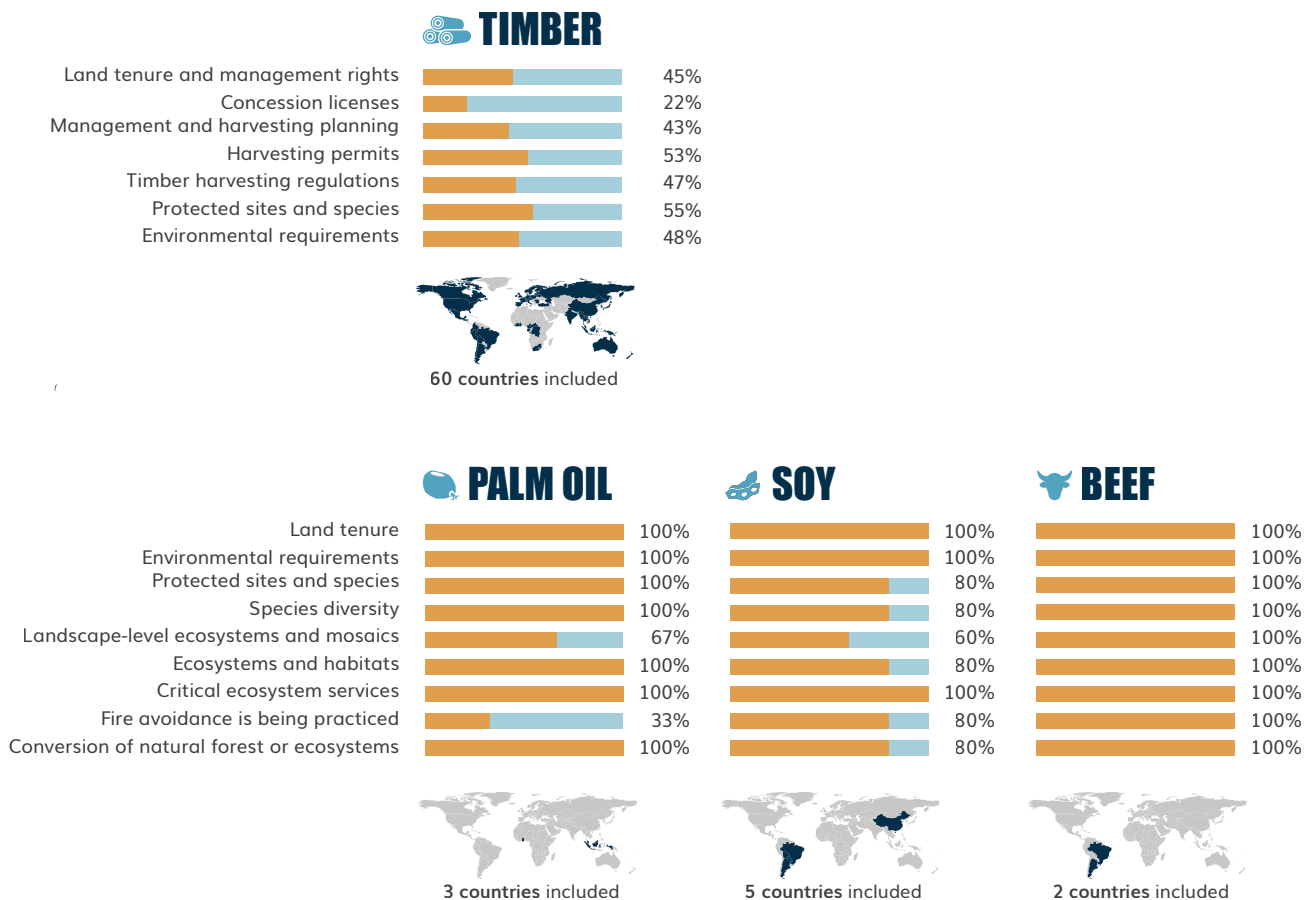 TIMBER
Land tenure and management rights 45%
Concession licenses 22%
Management and harvesting planning 43%
Harvesting permits 53%
Timber harvesting regulations 47%
Protected sites and species 55%
Environmental requirements 48%
60 countries included
PALM OIL SOY BEEF
Land tenure 100% 100% 100%
Environmental requirements 100% 100% 100%
Protected sites and species 100% 80% 100%
Species diversity 100% 80% 100%
Landscape-level ecosystems and mosaics 67% 60% 100%
Ecosystems and habitats 100% 80% 100%
Critical ecosystem services 100% 100% 100%
Fire avoidance is being practiced 33% 80% 100%
Conversion of natural forest or ecosystems 100% 80% 100%
3 countries included 5 countries included 2 countries included